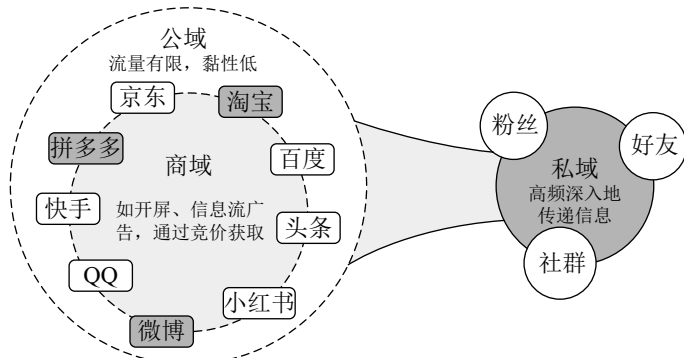 公域
流量有限，黏性低
京东
淘宝
拼多多
百度
商域
快手
如开屏、信息流广
告，通过竞价获取
头条
QQ
小红书
微博
粉丝
好友
私域
高频深入地
传递信息
社群